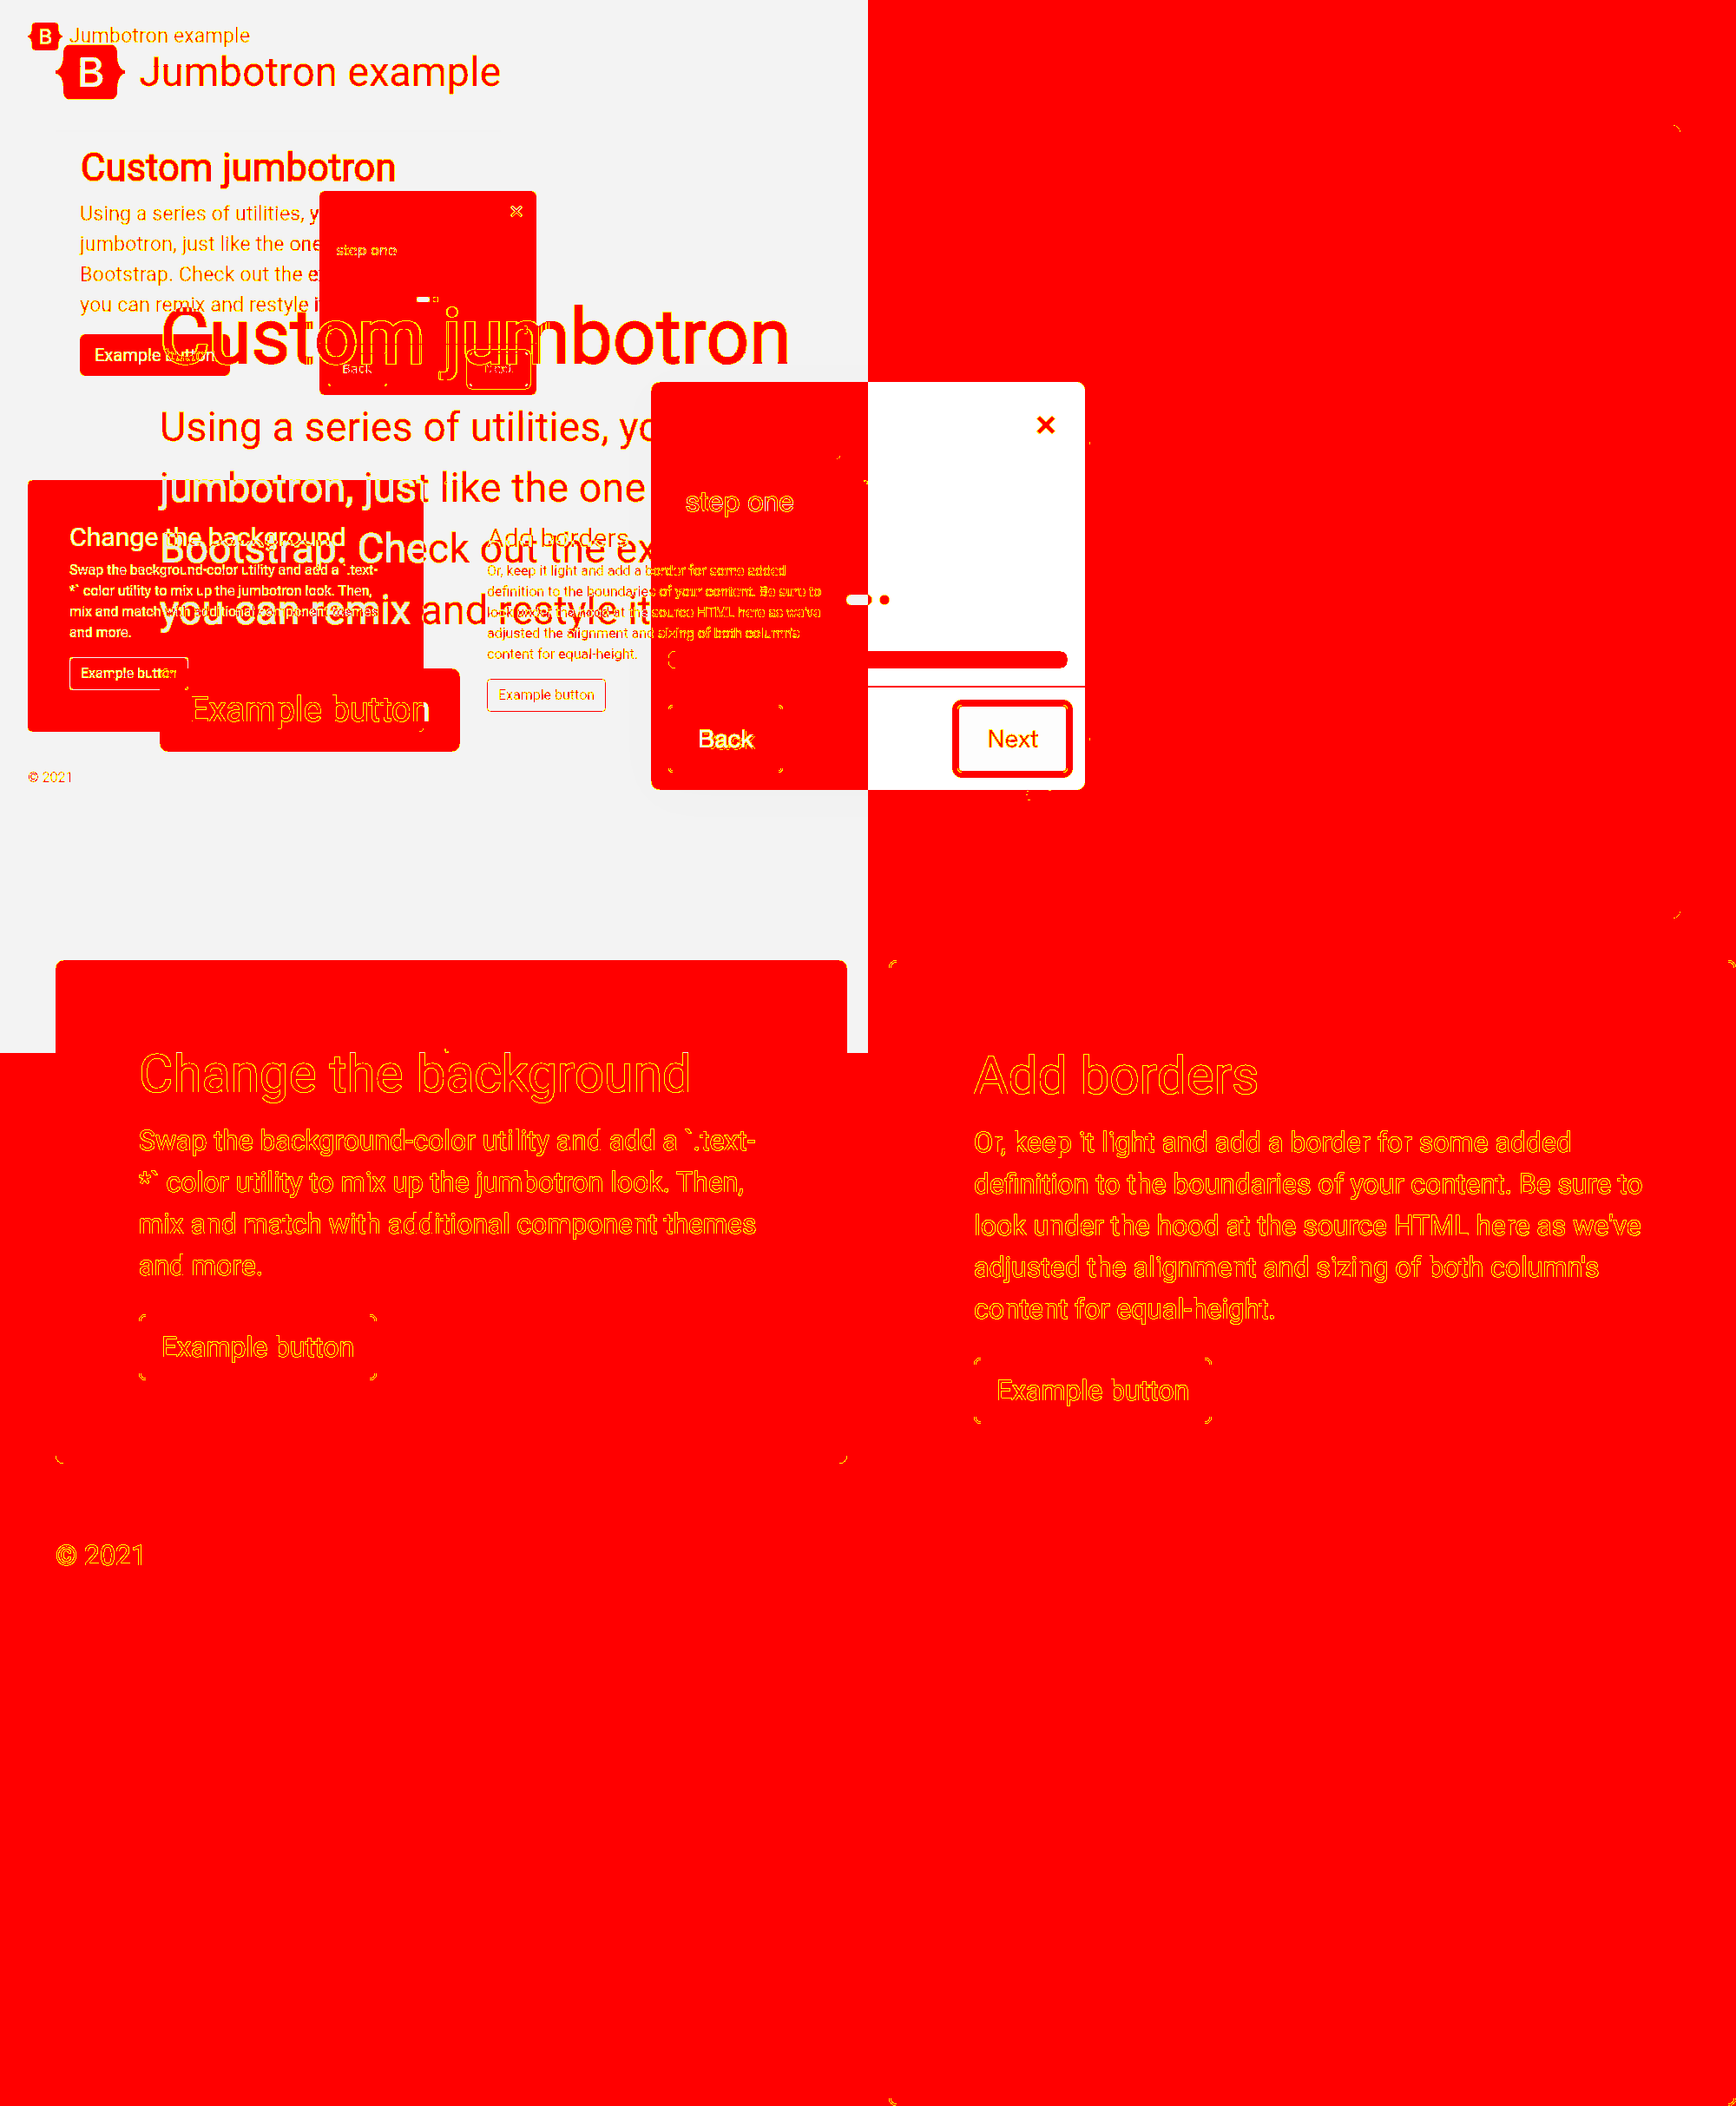 B Jumbotron example
B Jumbotron example
Custom jumbotron
Using a series of utilities, y
jumbotron, just like the one
Bootstrap. Check out the e
you can remix and restyle i
Example button
step one
Back
Next
Custom jumbotron
Using a series of utilities, yo
jumbotron, just like the one
Bootstrap. Check out the ex
you can remix and restyle it
Example button
Change the background
Swap the background-color utility and add a `.text-
*` color utility to mix up the jumbotron look. Then,
mix and match with additional component themes
and more.
Example button
Add borders
Or, keep it light and add a border for some added
definition to the boundaries of your content. Be sure to
look under the hood at the source HTML here as we've
adjusted the alignment and sizing of both column's
content for equal-height.
Example button
step one
Back
Next
© 2021
Change the background
Swap the background-color utility and add a `.text-
*` color utility to mix up the jumbotron look. Then,
mix and match with additional component themes
and more.
Example button
Add borders
Or, keep it light and add a border for some added
definition to the boundaries of your content. Be sure to
look under the hood at the source HTML here as we've
adjusted the alignment and sizing of both column's
content for equal-height.
Example button
© 2021